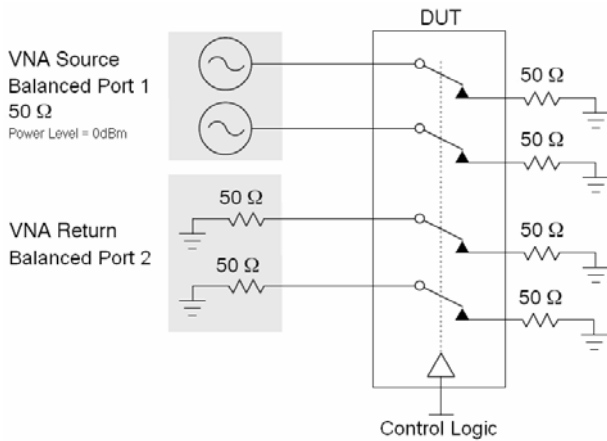 DUT
VNA Source
Balanced Port 1
50 Ω
Power Level = 0dBm
50 Ω
50 Ω
VNA Return
Balanced Port 2
50 Ω
50 Ω
50 Ω
50 Ω
Control Logic